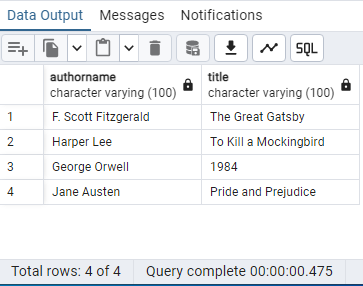 Data Output Messages Notifications
SQL
authorname title
character varying (100) character varying (100)
1 F. Scott Fitzgerald The Great Gatsby
2 Harper Lee To Kill a Mockingbird
3 George Orwell 1984
4 Jane Austen Pride and Prejudice
Total rows: 4 of 4 Query complete 00:00:00.475